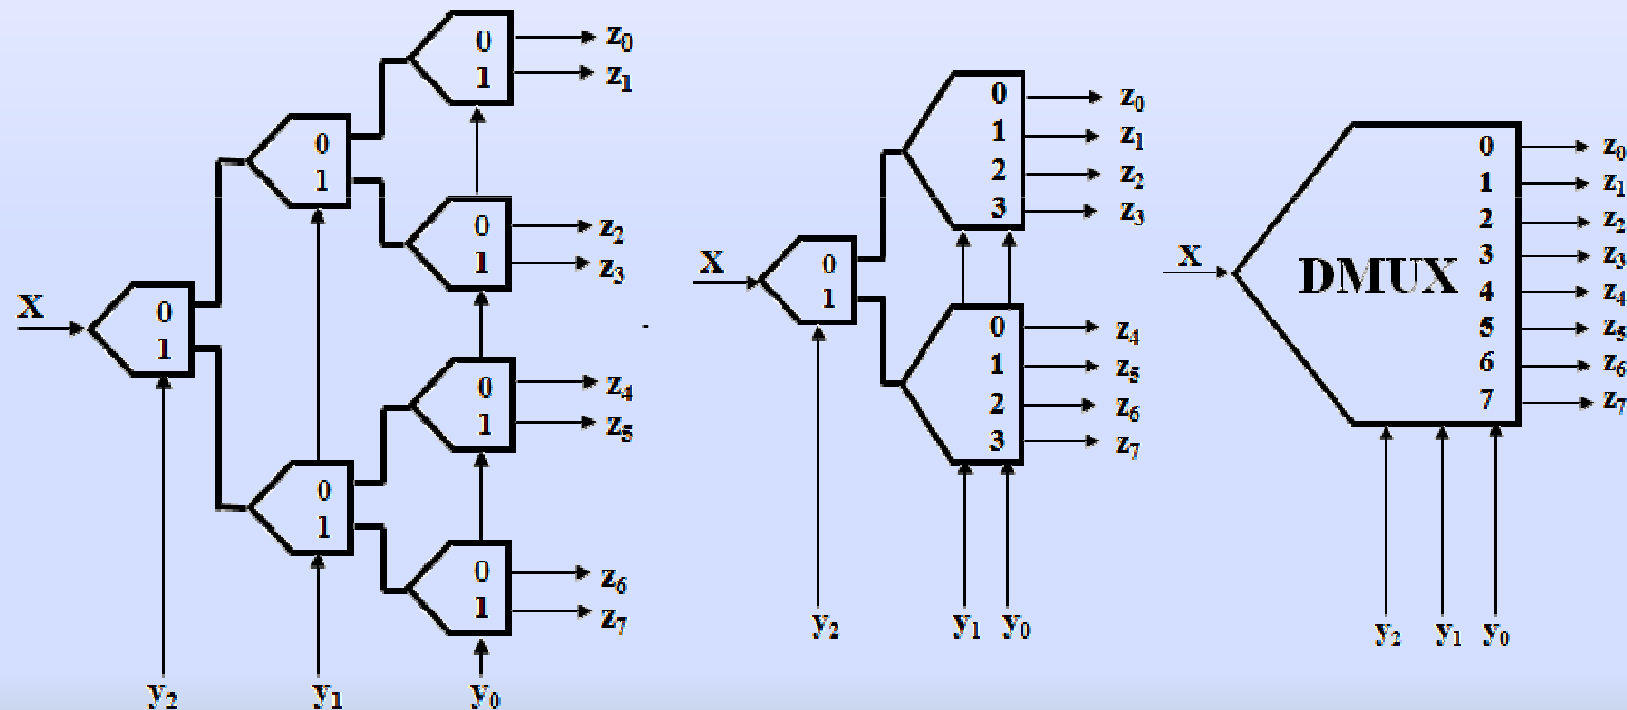 0 z₀
1 z₁
0
1
0 z₂
1 z₃
X
0
1
0 z₄
1 z₅
0
1
0 z₆
1 z₇
y₂ y₁ y₀
0 z₀
1 z₁
2 z₂
3 z₃
X
0
1
0 z₄
1 z₅
2 z₆
3 z₇
y₂ y₁ y₀
X
DMUX
0 z₀
1 z₁
2 z₂
3 z₃
4 z₄
5 z₅
6 z₆
7 z₇
y₂ y₁ y₀